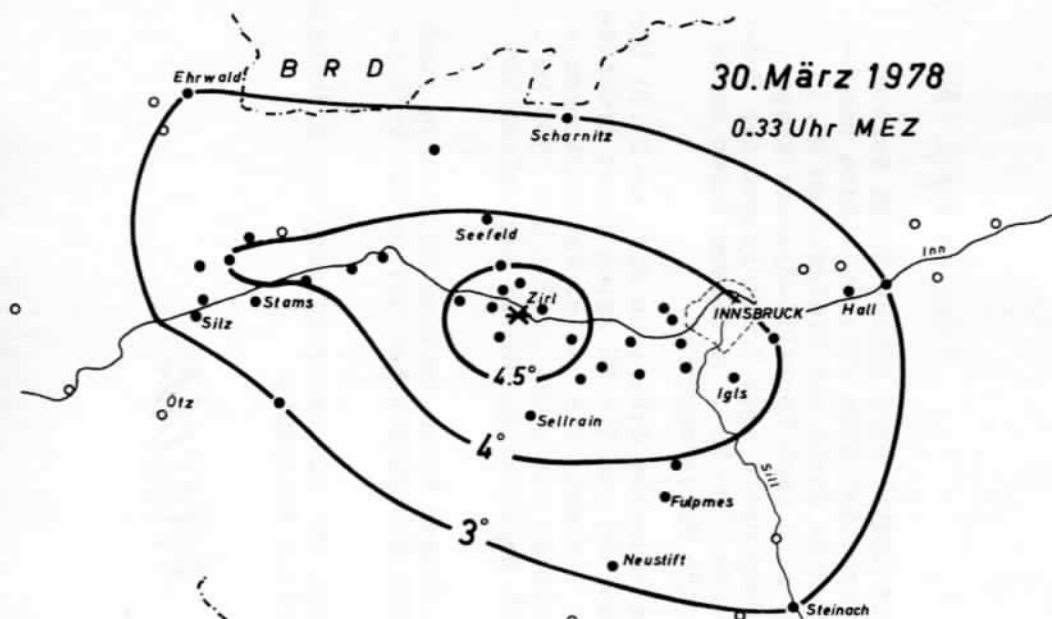 B R D
Ehrwald
30. März 1978
0.33 Uhr MEZ
Scharnitz
Seefeld
Inn
Stams
Silz
Zirl
INNSBRUCK
Hall
4.5°
Igls
Ötz
Sellrain
4°
Sill
Fulpmes
3°
Neustift
Steinach